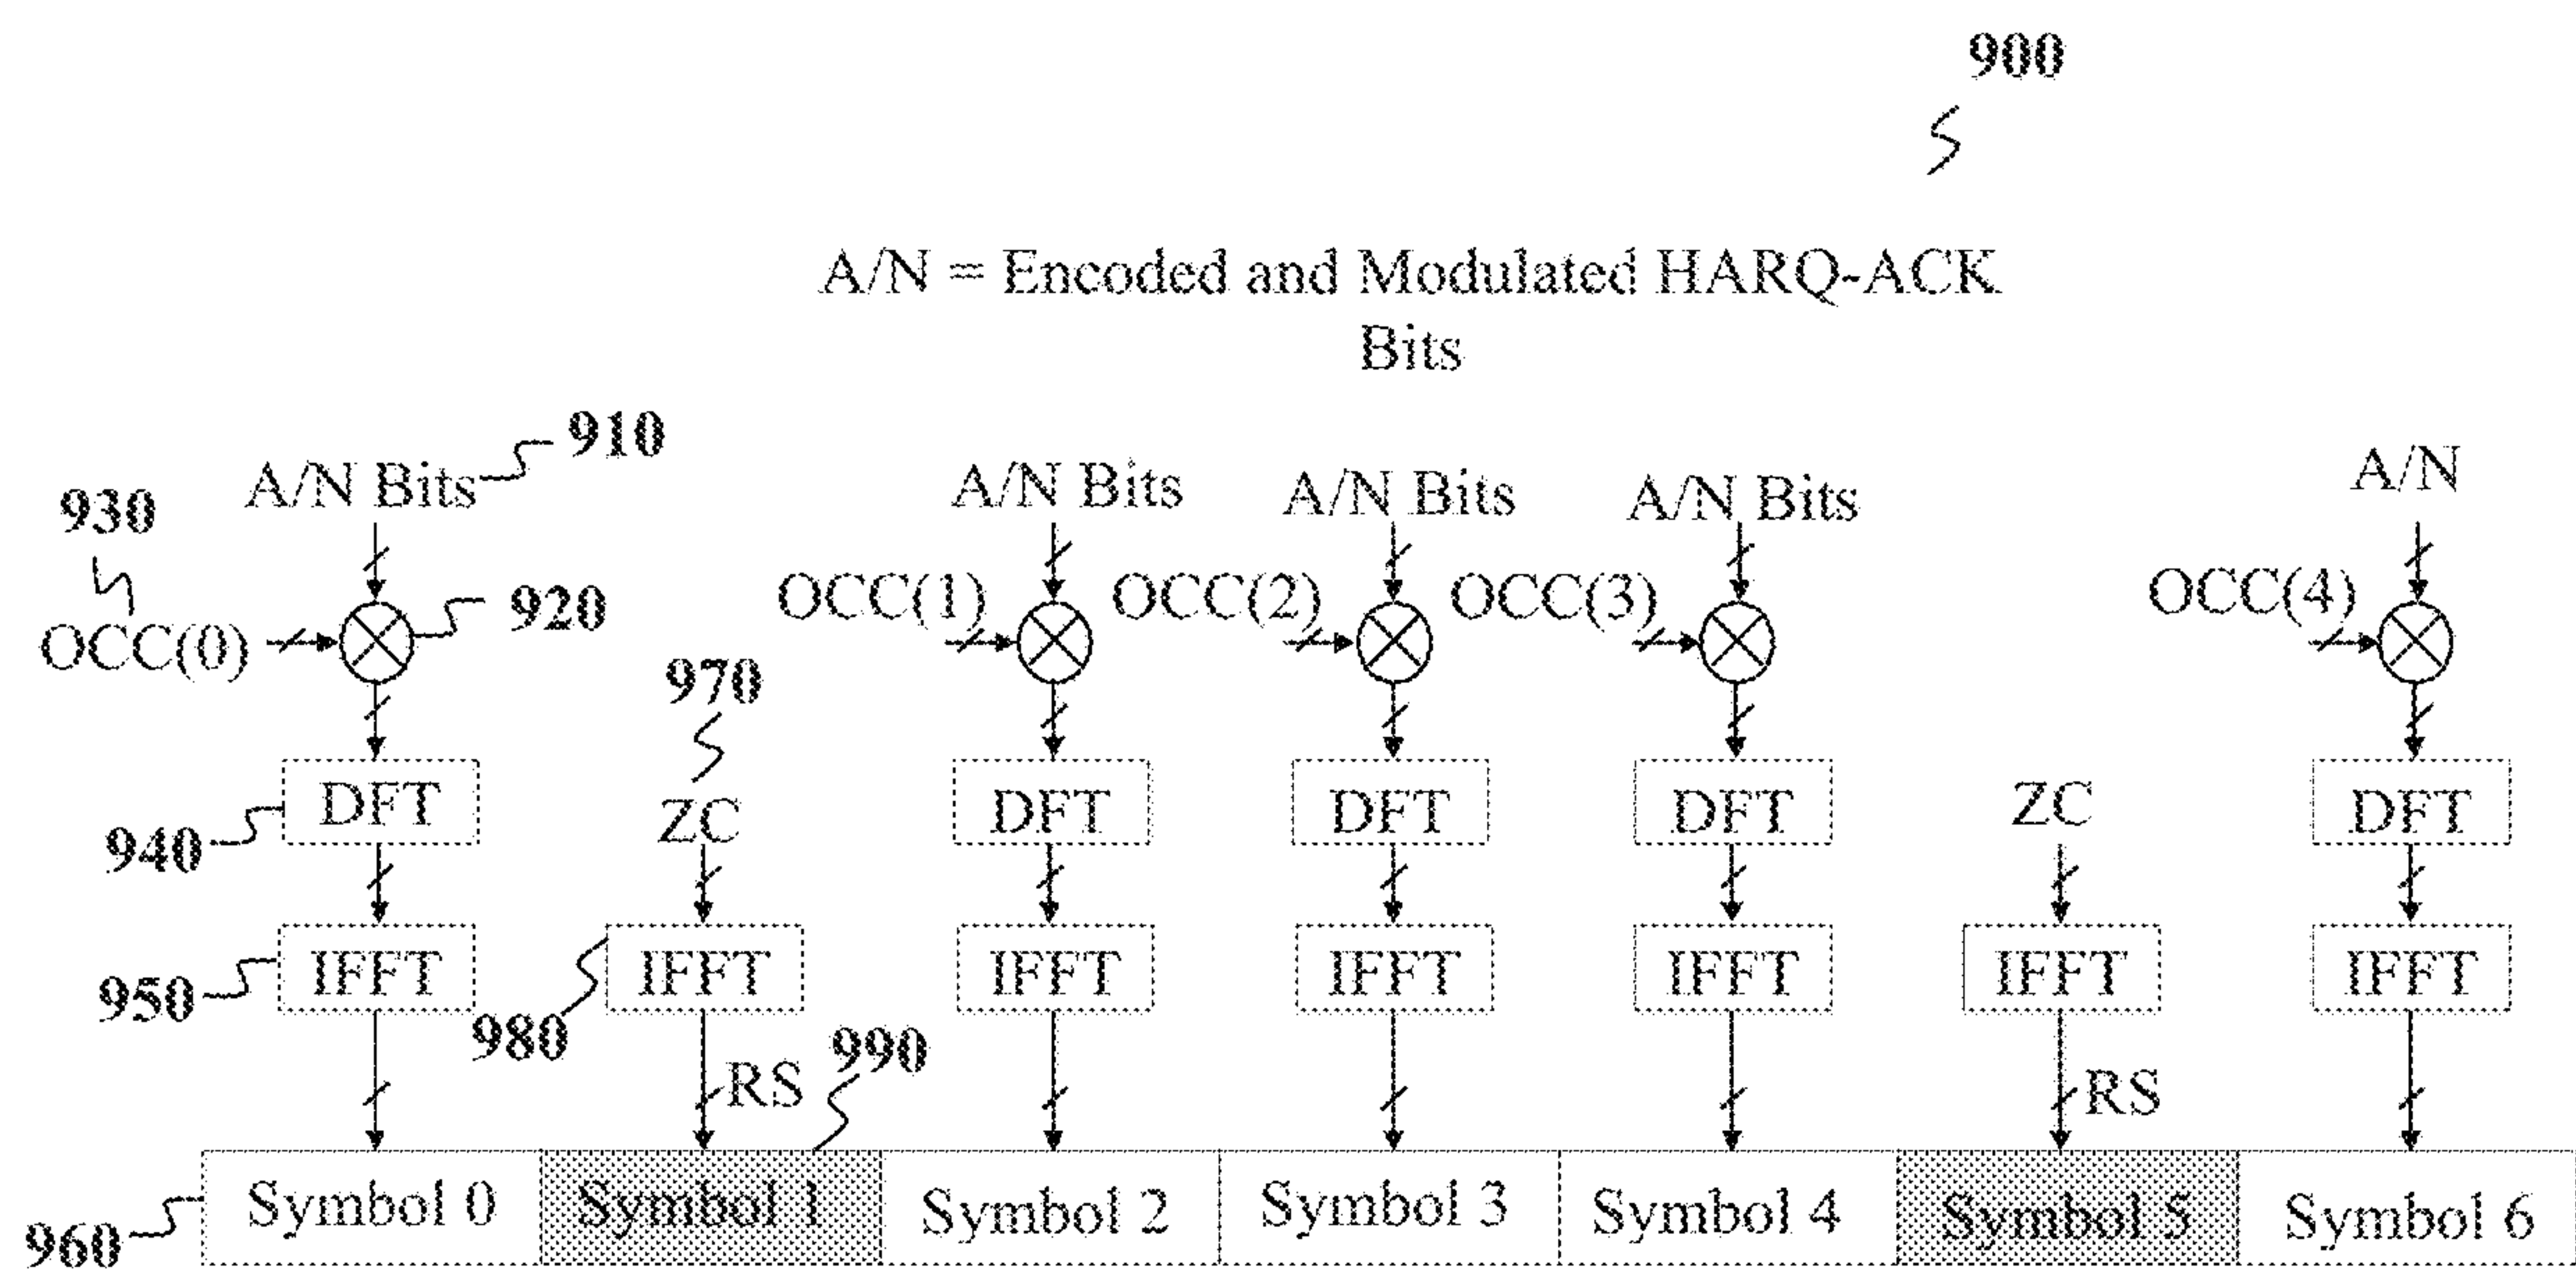 900
A/N = Encoded and Modulated HARQ-ACK
Bits
910
A/N Bits
A/N Bits
A/N Bits
A/N Bits
A/N
930
OCC(0)
920
OCC(1)
OCC(2)
OCC(3)
OCC(4)
970
DFT
ZC
DFT
DFT
DFT
ZC
DFT
940
IFFT
IFFT
IFFT
IFFT
IFFT
IFFT
IFFT
950
980
990
RS
RS
Symbol 0
Symbol 1
Symbol 2
Symbol 3
Symbol 4
Symbol 5
Symbol 6
960